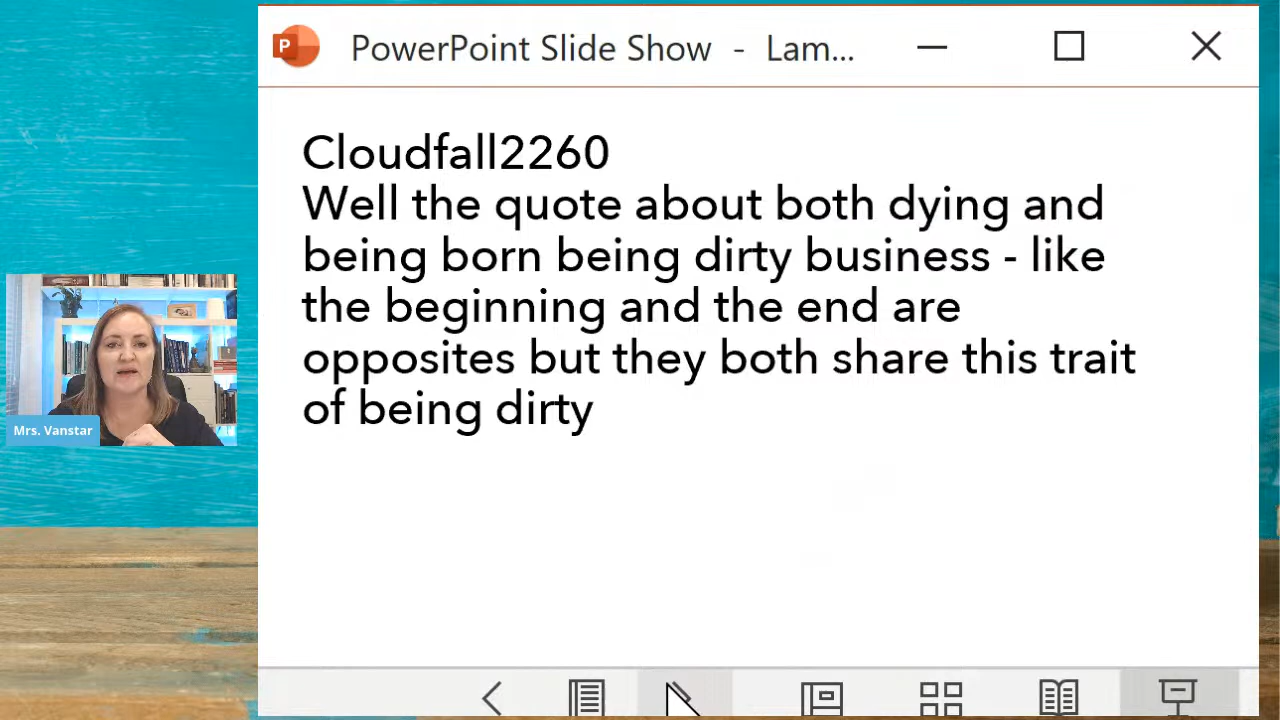 PowerPoint Slide Show - Lam...
Cloudfall2260
Well the quote about both dying and
being born being dirty business - like
the beginning and the end are
opposites but they both share this trait
of being dirty
Mrs. Vanstar